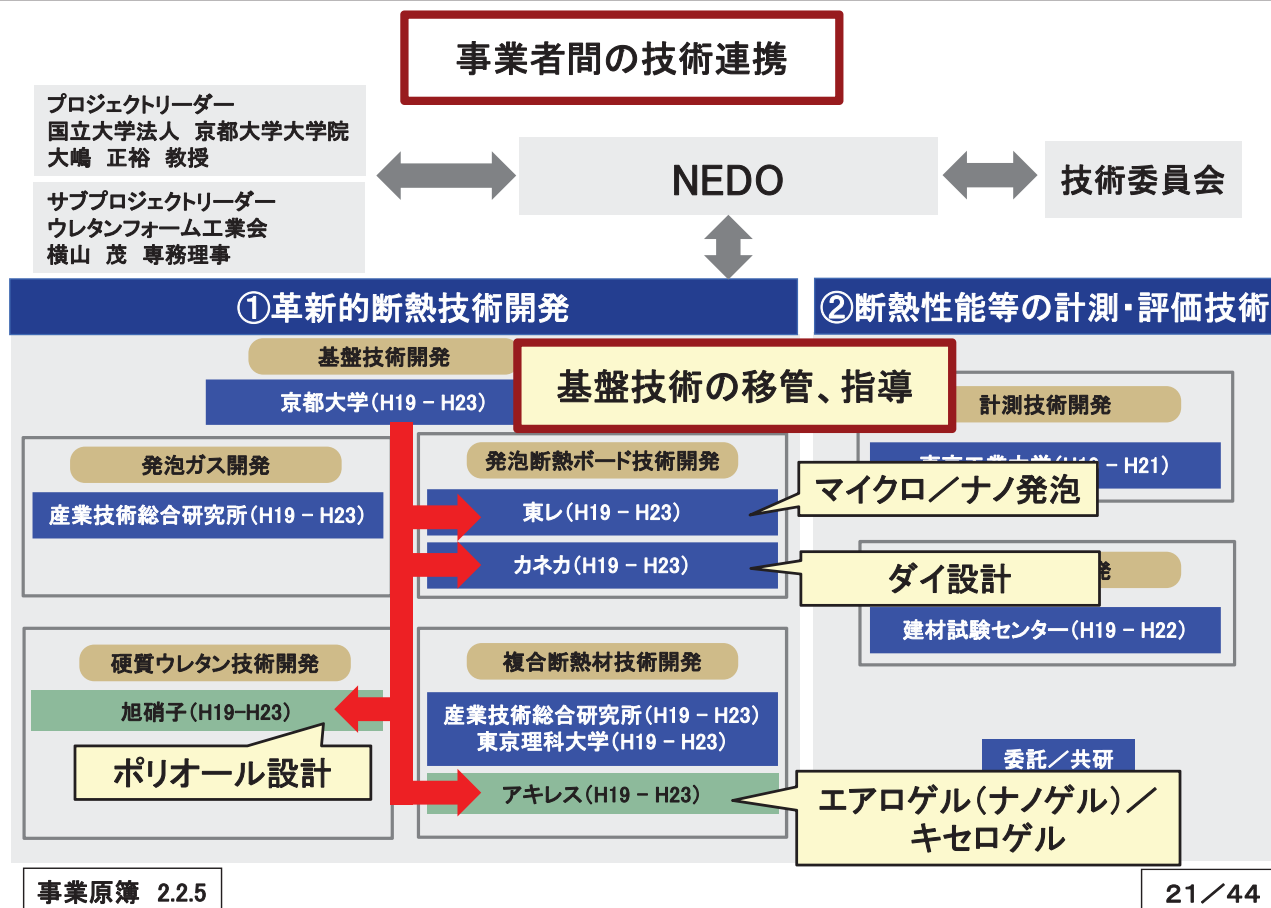 事業者間の技術連携
プロジェクトリーダー
国立大学法人 京都大学大学院
大嶋 正裕 教授
サブプロジェクトリーダー
ウレタンフォーム工業会
横山 茂 専務理事
NEDO
技術委員会
①革新的断熱技術開発
②断熱性能等の計測・評価技術
基盤技術開発
京都大学(H19 – H23)
基盤技術の移管、指導
発泡ガス開発
産業技術総合研究所(H19 – H23)
発泡断熱ボード技術開発
東レ(H19 – H23)
カネカ(H19 – H23)
マイクロ／ナノ発泡
ダイ設計
硬質ウレタン技術開発
旭硝子(H19–H23)
ポリオール設計
複合断熱材技術開発
産業技術総合研究所(H19 – H23)
東京理科大学(H19 – H23)
アキレス(H19 – H23)
エアロゲル(ナノゲル)／
キセロゲル
計測技術開発
– H21)
建材試験センター(H19 – H22)
委託／共研
事業原簿 2.2.5
21／44